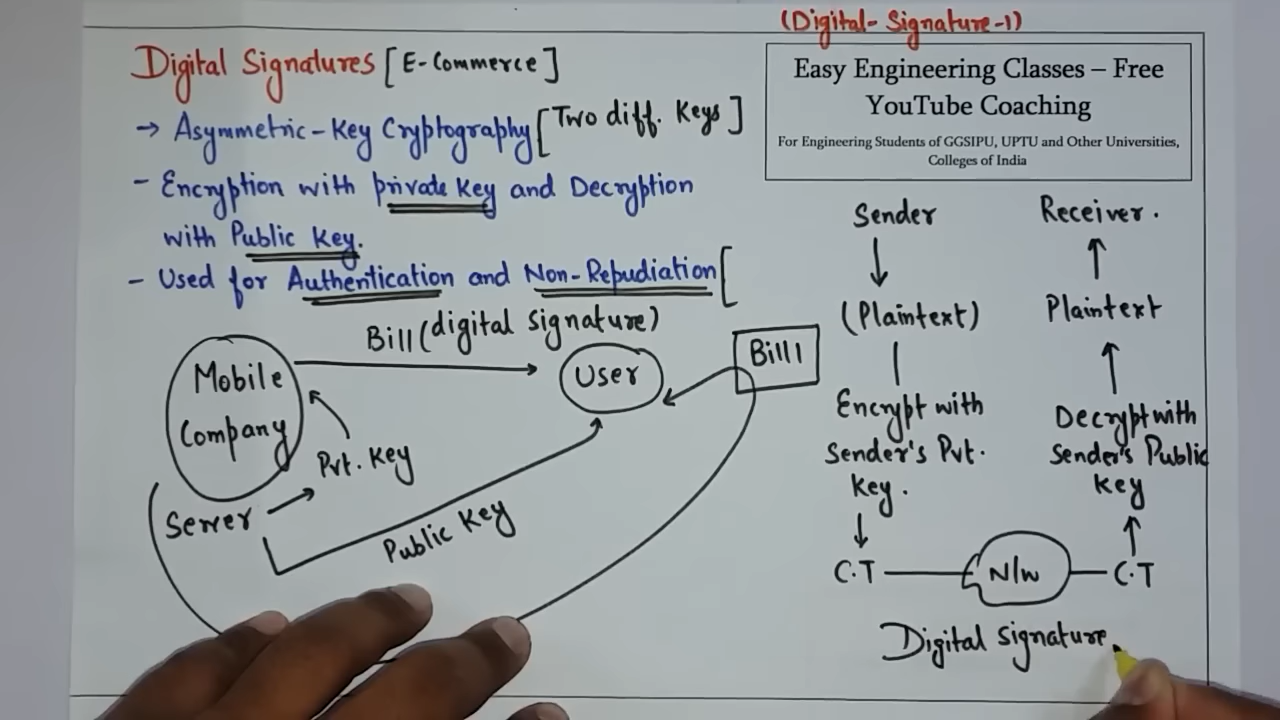 (Digital-Signature-1)
Digital Signatures [E-Commerce]
Easy Engineering Classes – Free
YouTube Coaching
For Engineering Students of GGSIPU, UPTU and Other Universities,
Colleges of India
→ Asymmetric-Key Cryptography [Two diff. Keys]
- Encryption with private key and Decryption
with Public Key.
- Used for Authentication and Non-Repudiation [
Bill (digital signature)
Mobile
Company
User
Bill 1
Pvt. Key
Server
Public Key
Sender
(Plaintext)
Encrypt with
Sender's Pvt.
Key.
C.T
N/w
C.T
Decrypt with
Sender's Public
Key
Plaintext
Receiver.
Digital Signature